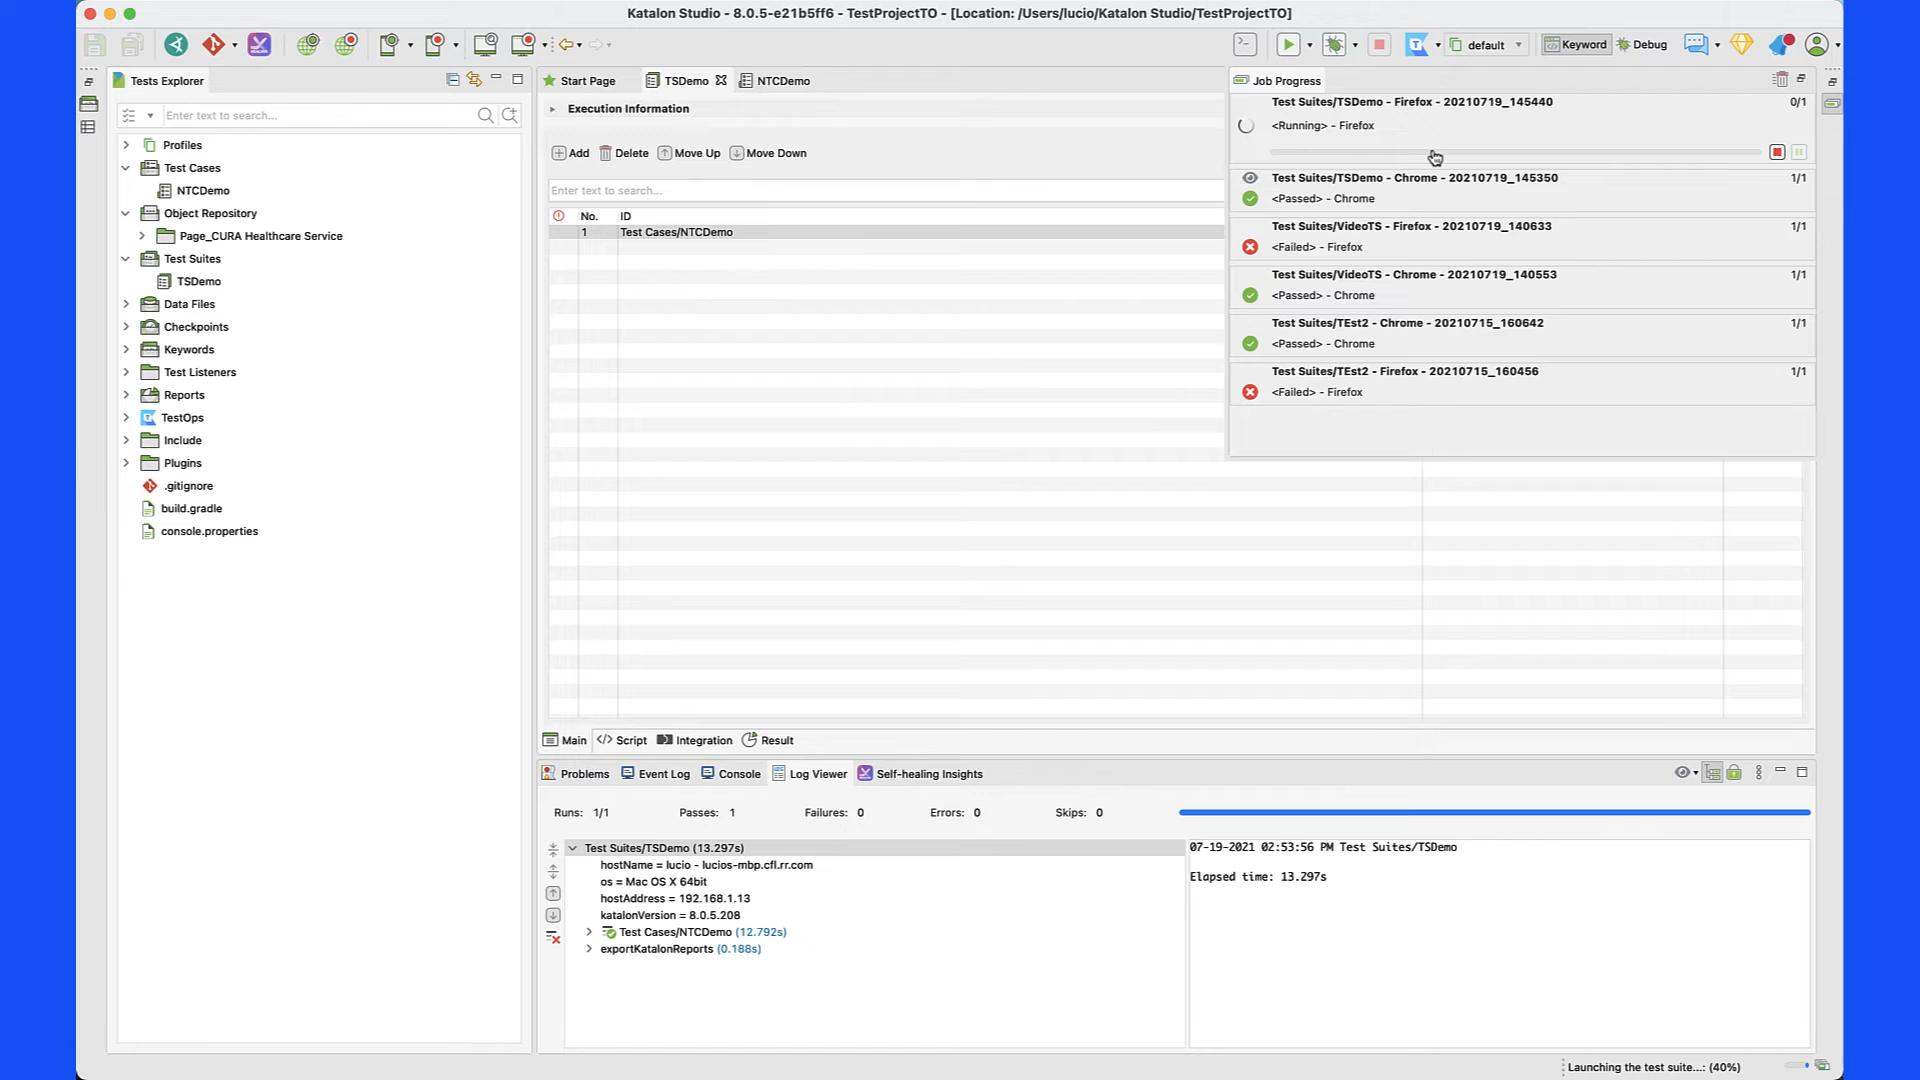 Katalon Studio - 8.0.5-e21b5ff6 - TestProjectTO - [Location: /Users/lucio/Katalon Studio/TestProjectTO]
default
Keyword
Debug
Tests Explorer
Enter text to search...
Profiles
Test Cases
NTCDemo
Object Repository
Page_CURA Healthcare Service
Test Suites
TSDemo
Data Files
Checkpoints
Keywords
Test Listeners
Reports
TestOps
Include
Plugins
.gitignore
build.gradle
console.properties
Start Page
TSDemo
NTCDemo
Execution Information
Add
Delete
Move Up
Move Down
Enter text to search...
No.
ID
1
Test Cases/NTCDemo
Job Progress
Test Suites/TSDemo - Firefox - 20210719_145440
0/1
<Running> - Firefox
Test Suites/TSDemo - Chrome - 20210719_145350
1/1
<Passed> - Chrome
Test Suites/VideoTS - Firefox - 20210719_140633
1/1
<Failed> - Firefox
Test Suites/VideoTS - Chrome - 20210719_140553
1/1
<Passed> - Chrome
Test Suites/TEst2 - Chrome - 20210715_160642
1/1
<Passed> - Chrome
Test Suites/TEst2 - Firefox - 20210715_160456
1/1
<Failed> - Firefox
Main
Script
Integration
Result
Problems
Event Log
Console
Log Viewer
Self-healing Insights
Runs: 1/1
Passes: 1
Failures: 0
Errors: 0
Skips: 0
Test Suites/TSDemo (13.297s)
hostName = lucio - lucios-mbp.cfl.rr.com
os = Mac OS X 64bit
hostAddress = 192.168.1.13
katalonVersion = 8.0.5.208
Test Cases/NTCDemo (12.792s)
exportKatalonReports (0.188s)
07-19-2021 02:53:56 PM Test Suites/TSDemo
Elapsed time: 13.297s
Launching the test suite...: (40%)